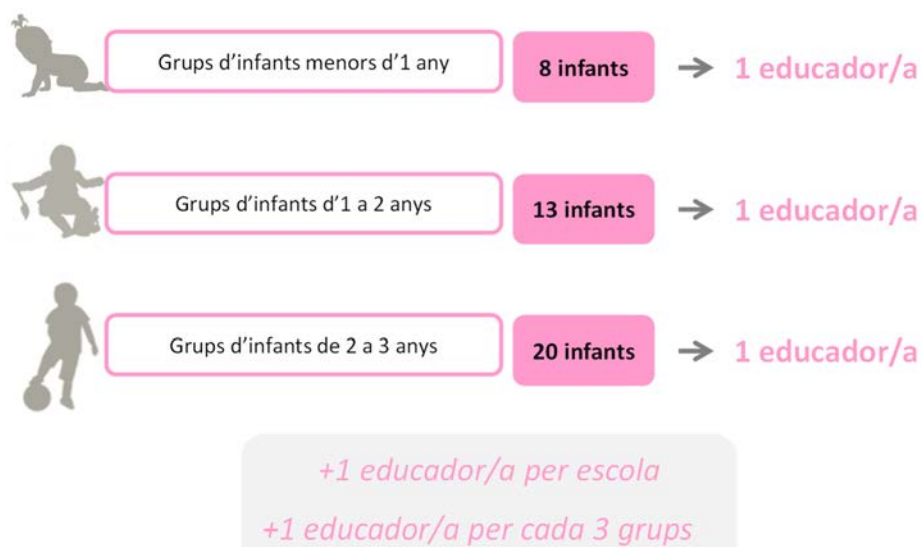 Grups d’infants menors d’1 any 8 infants → 1 educador/a
Grups d’infants d’1 a 2 anys 13 infants → 1 educador/a
Grups d’infants de 2 a 3 anys 20 infants → 1 educador/a
+1 educador/a per escola
+1 educador/a per cada 3 grups